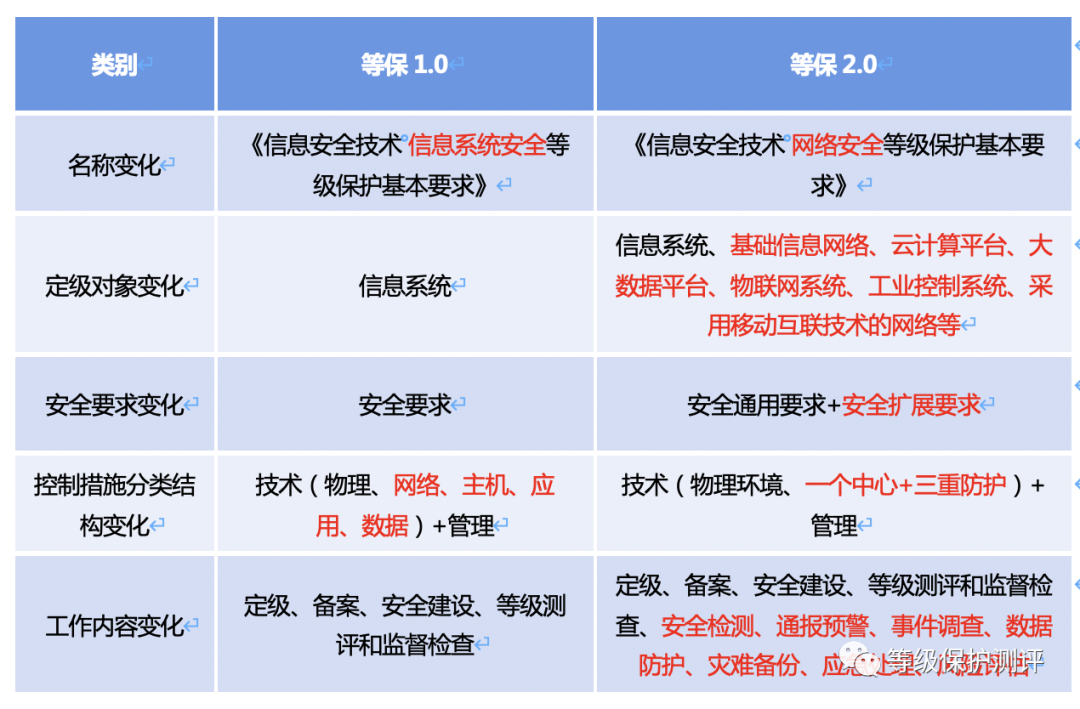 类别
等保 1.0
等保 2.0
名称变化
《信息安全技术 信息系统安全等
级保护基本要求》
《信息安全技术 网络安全等级保护基本要
求》
定级对象变化
信息系统
信息系统、基础信息网络、云计算平台、大
数据平台、物联网系统、工业控制系统、采
用移动互联技术的网络等
安全要求变化
安全要求
安全通用要求+安全扩展要求
控制措施分类结
构变化
技术（物理、网络、主机、应
用、数据）+管理
技术（物理环境、一个中心+三重防护）+
管理
工作内容变化
定级、备案、安全建设、等级测
评和监督检查
定级、备案、安全建设、等级测评和监督检
查、安全检测、通报预警、事件调查、数据
防护、灾难备份、应急处理、
等级保护测评